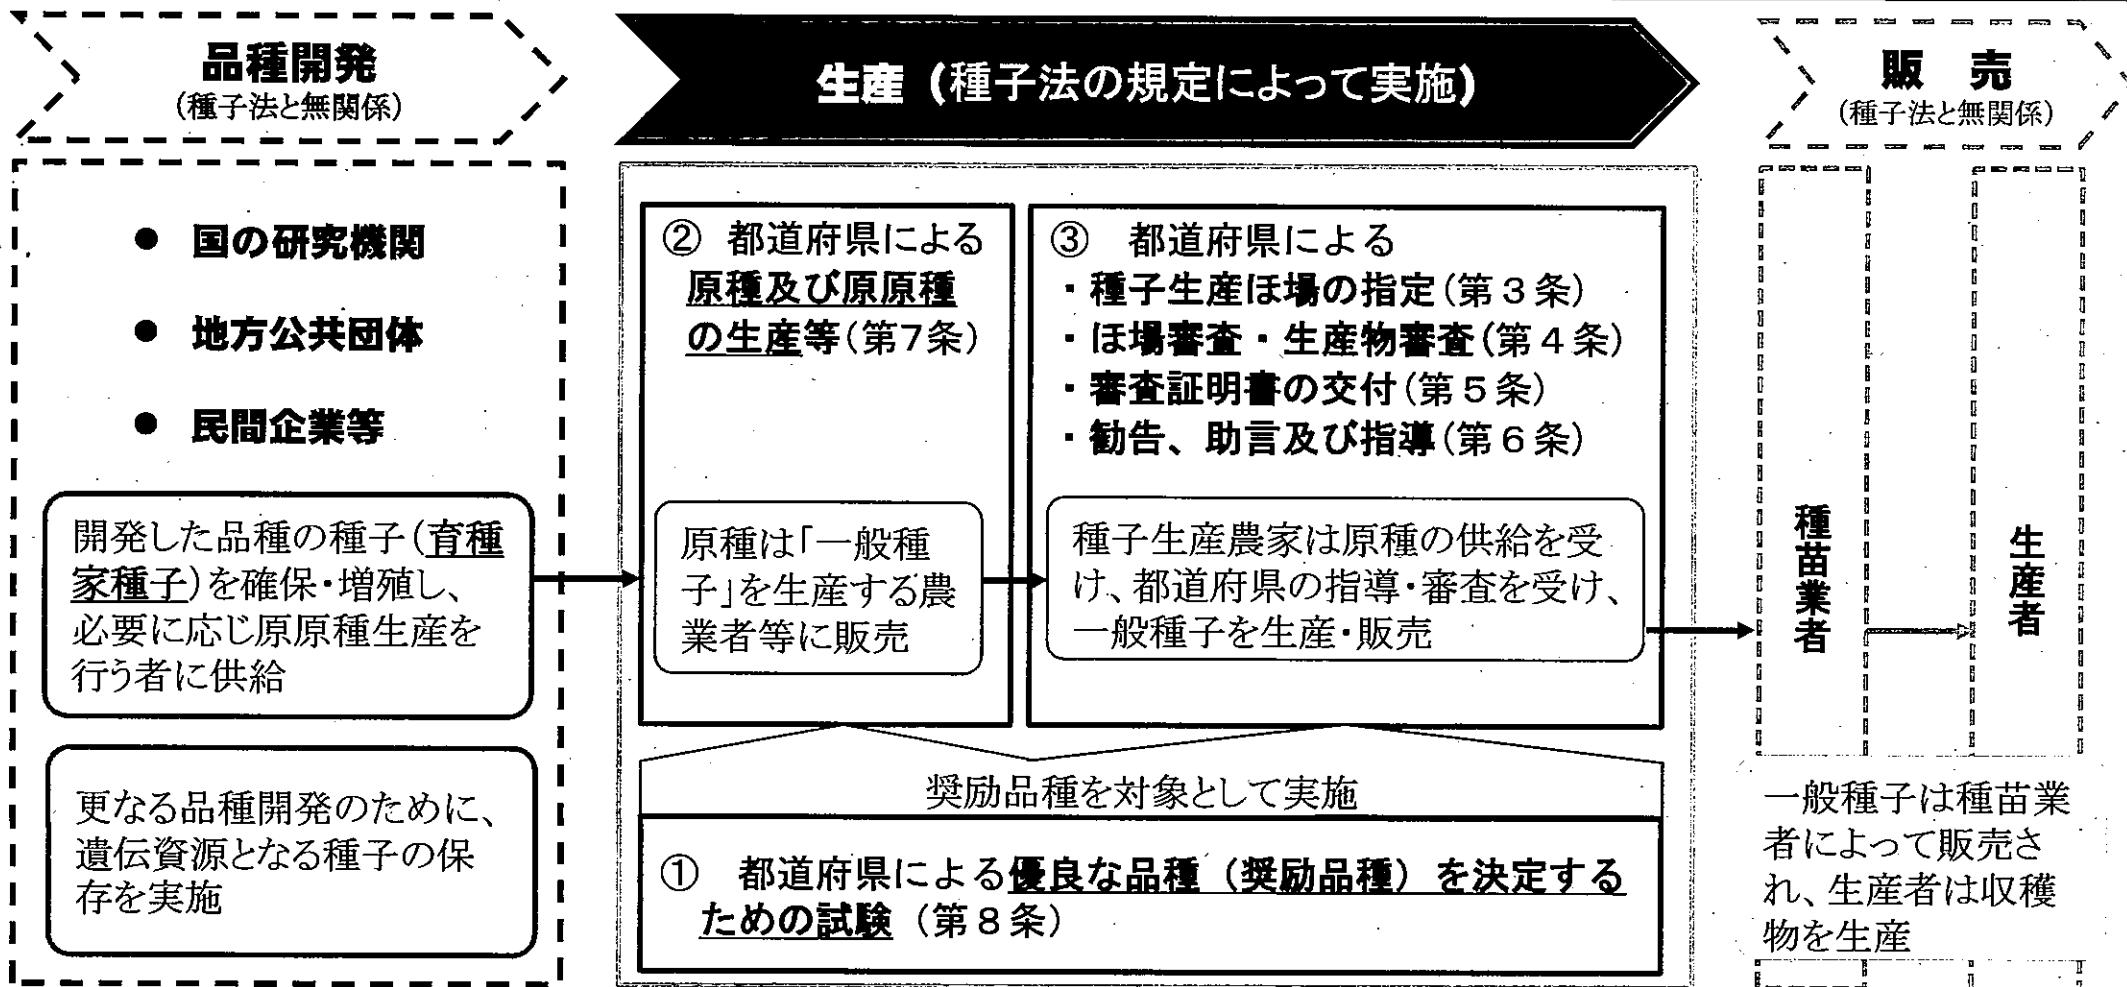 品種開発
(種子法と無関係)
生産（種子法の規定によって実施）
販　売
(種子法と無関係)
● 国の研究機関
● 地方公共団体
● 民間企業等
開発した品種の種子(育種
家種子)を確保・増殖し、
必要に応じ原原種生産を
行う者に供給
更なる品種開発のために、
遺伝資源となる種子の保
存を実施
② 都道府県による
原種及び原原種
の生産等(第7条)
原種は「一般種
子」を生産する農
業者等に販売
③　都道府県による
・種子生産ほ場の指定(第３条)
・ほ場審査・生産物審査(第４条)
・審査証明書の交付(第５条)
・勧告、助言及び指導(第６条)
種子生産農家は原種の供給を受
け、都道府県の指導・審査を受け、
一般種子を生産・販売
奨励品種を対象として実施
①　都道府県による優良な品種（奨励品種）を決定する
ための試験（第８条）
種苗業者
生産者
一般種子は種苗業
者によって販売さ
れ、生産者は収穫
物を生産